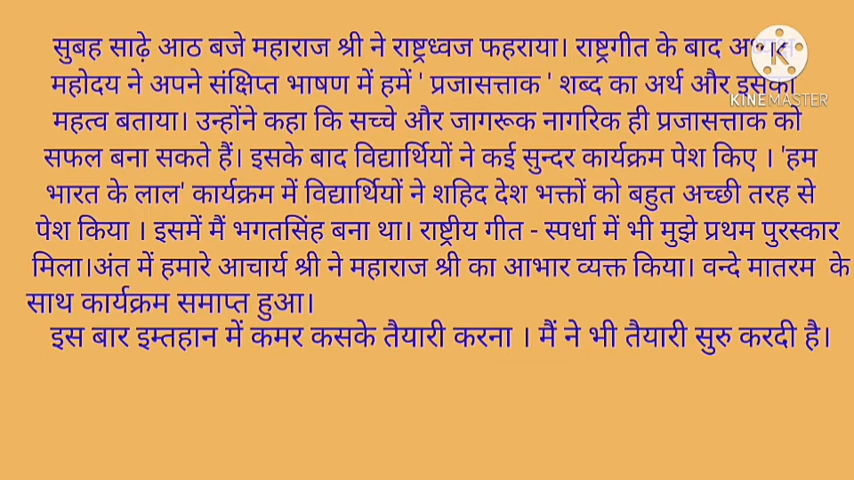 सुबह साढ़े आठ बजे महाराज श्री ने राष्ट्रध्वज फहराया। राष्ट्रगीत के बाद
महोदय ने अपने संक्षिप्त भाषण में हमें ' प्रजासत्ताक ' शब्द का अर्थ और इसका
महत्व बताया। उन्होंने कहा कि सच्चे और जागरूक नागरिक ही प्रजासत्ताक को
सफल बना सकते हैं। इसके बाद विद्यार्थियों ने कई सुन्दर कार्यक्रम पेश किए । 'हम
भारत के लाल' कार्यक्रम में विद्यार्थियों ने शहिद देश भक्तों को बहुत अच्छी तरह से
पेश किया । इसमें मैं भगतसिंह बना था। राष्ट्रीय गीत - स्पर्धा में भी मुझे प्रथम पुरस्कार
मिला।अंत में हमारे आचार्य श्री ने महाराज श्री का आभार व्यक्त किया। वन्दे मातरम के
साथ कार्यक्रम समाप्त हुआ।
इस बार इम्तहान में कमर कसके तैयारी करना । मैं ने भी तैयारी सुरु करदी है।
KINEMASTER